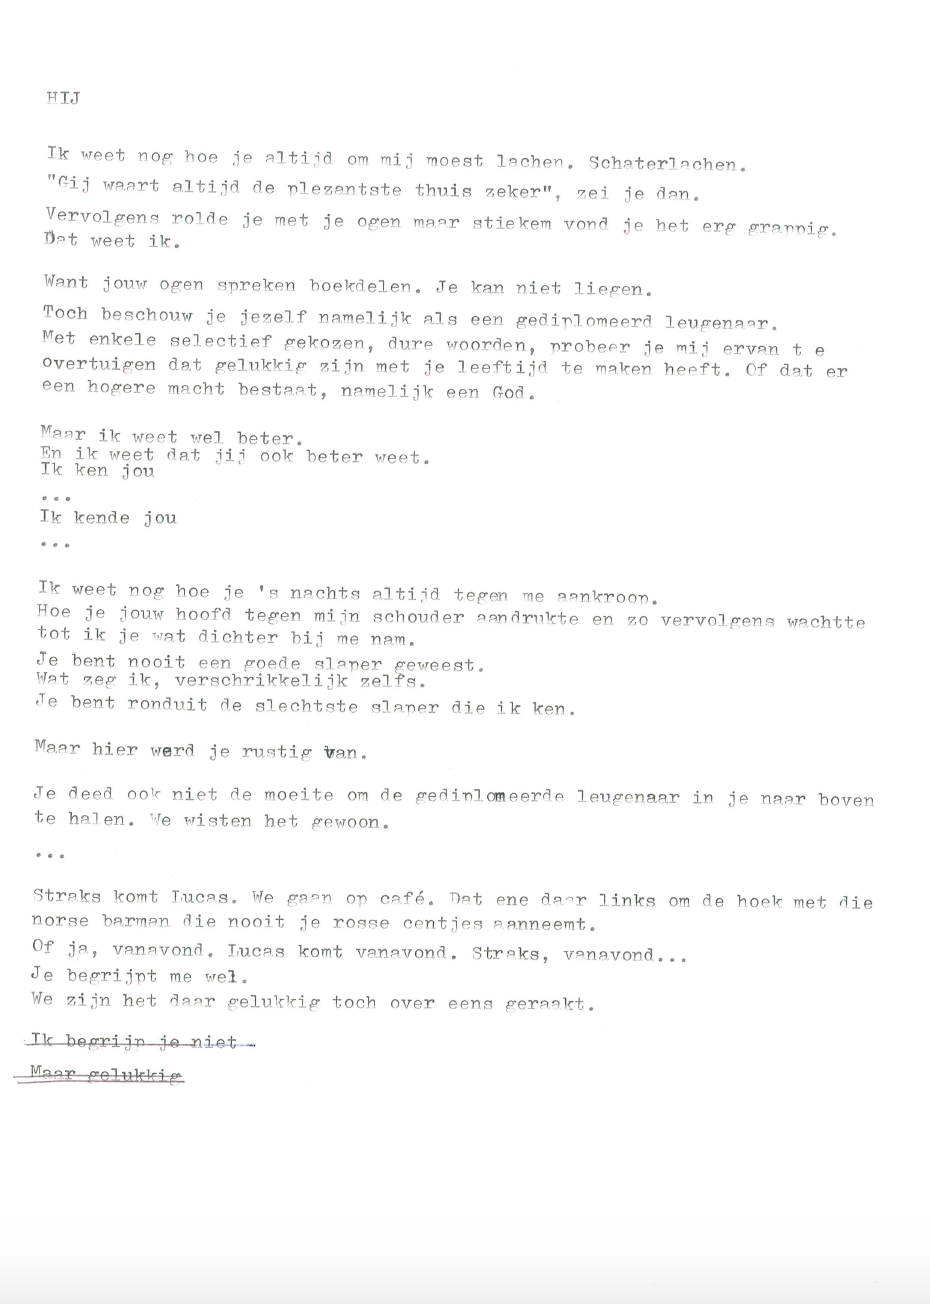 HIJ
Ik weet nog hoe je altijd om mij moest lachen. Schaterlachen.
"Gij waart altijd de plezantste thuis zeker", zei je dan.
Vervolgens rolde je met je ogen maar stiekem vond je het erg grappig.
Dat weet ik.
Want jouw ogen spreken boekdelen. Je kan niet liegen.
Toch beschouw je jezelf namelijk als een gediplomeerd leugenaar.
Met enkele selectief gekozen, dure woorden, probeer je mij ervan t e
overtuigen dat gelukkig zijn met je leeftijd te maken heeft. Of dat er
een hogere macht bestaat, namelijk een God.
Maar ik weet wel beter.
En ik weet dat jij ook beter weet.
Ik ken jou
...
Ik kende jou
...
Ik weet nog hoe je 's nachts altijd tegen me aankroop.
Hoe je jouw hoofd tegen mijn schouder aandrukte en zo vervolgens wachtte
tot ik je wat dichter bij me nam.
Je bent nooit een goede slaper geweest.
Wat zeg ik, verschrikkelijk zelfs.
Je bent ronduit de slechtste slaper die ik ken.
Maar hier werd je rustig van.
Je deed ook niet de moeite om de gediplomeerde leugenaar in je naar boven
te halen. We wisten het gewoon.
...
Straks komt Lucas. We gaan op café. Dat ene daar links om de hoek met die
norse barman die nooit je rosse centjes aanneemt.
Of ja, vanavond. Lucas komt vanavond. Straks, vanavond...
Je begrijpt me wel.
We zijn het daar gelukkig toch over eens geraakt.
Ik begrijp je niet
Maar gelukkig